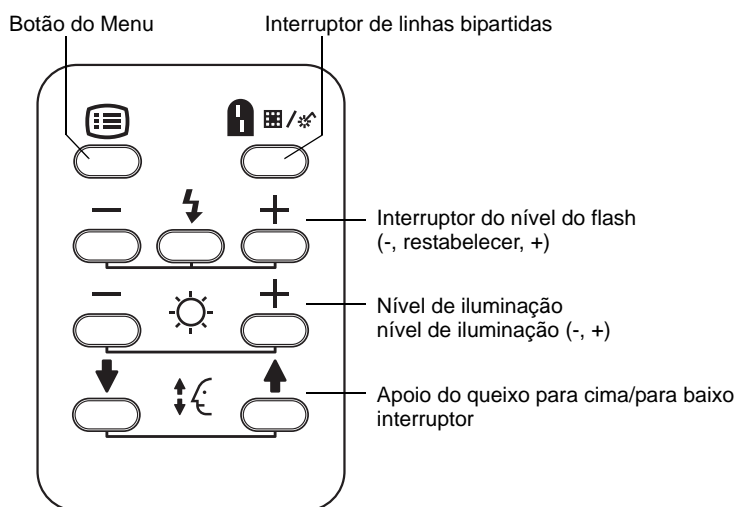 Botão do Menu
Interruptor de linhas bipartidas
Interruptor do nível do flash
(-, restabelecer, +)
Nível de iluminação
nível de iluminação (-, +)
Apoio do queixo para cima/para baixo
interruptor